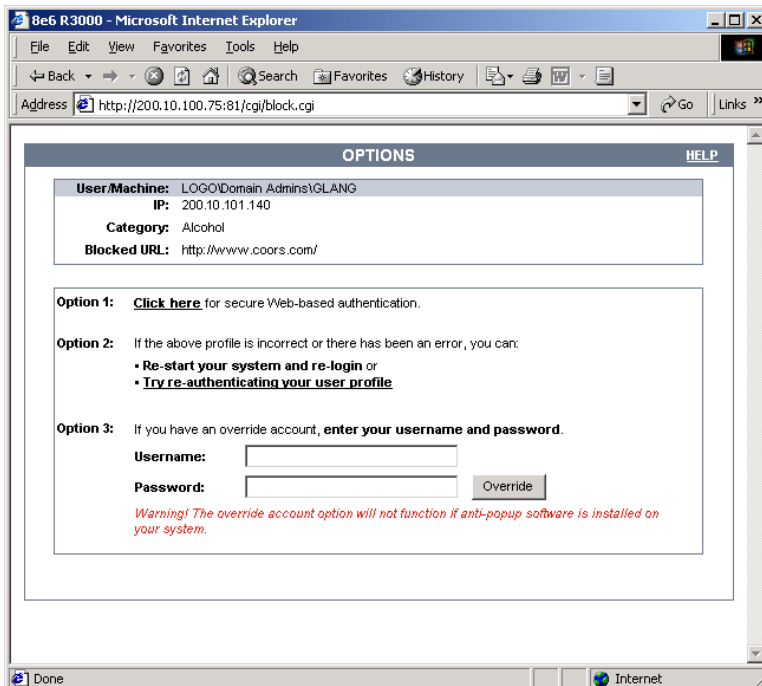 8e6 R3000 - Microsoft Internet Explorer
File Edit View Favorites Tools Help
Back Search Favorites History
Address http://200.10.100.75:81/cgi/block.cgi Go Links »
OPTIONS HELP
User/Machine: LOGO\Domain Admins\GLANG
IP: 200.10.101.140
Category: Alcohol
Blocked URL: http://www.coors.com/
Option 1: Click here for secure Web-based authentication.
Option 2: If the above profile is incorrect or there has been an error, you can:
• Re-start your system and re-login or
• Try re-authenticating your user profile
Option 3: If you have an override account, enter your username and password.
Username:
Password: Override
Warning! The override account option will not function if anti-popup software is installed on
your system.
Done Internet